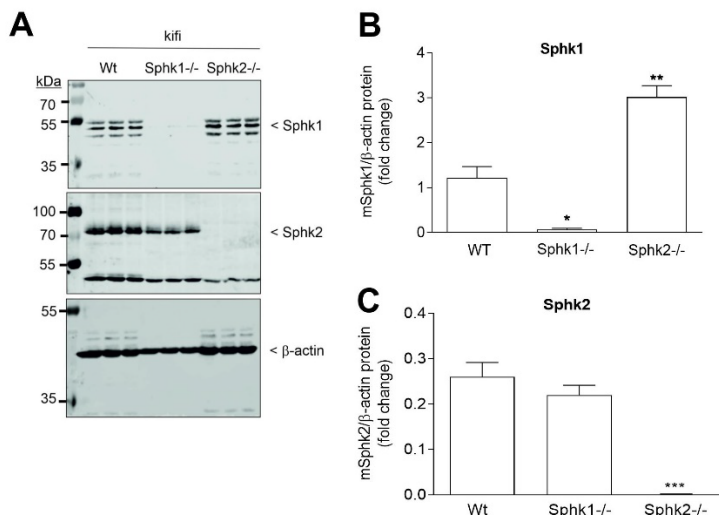 A
kifi
Wt Sphk1-/- Sphk2-/-
kDa
70
55
35
< Sphk1
100
70
55
< Sphk2
55
35
< β-actin
B
Sphk1
mSphk1/β-actin protein
(fold change)
4
3
2
1
0
*
**
WT Sphk1-/- Sphk2-/-
C
Sphk2
mSphk2/β-actin protein
(fold change)
0.4
0.3
0.2
0.1
0.0
***
Wt Sphk1-/- Sphk2-/-